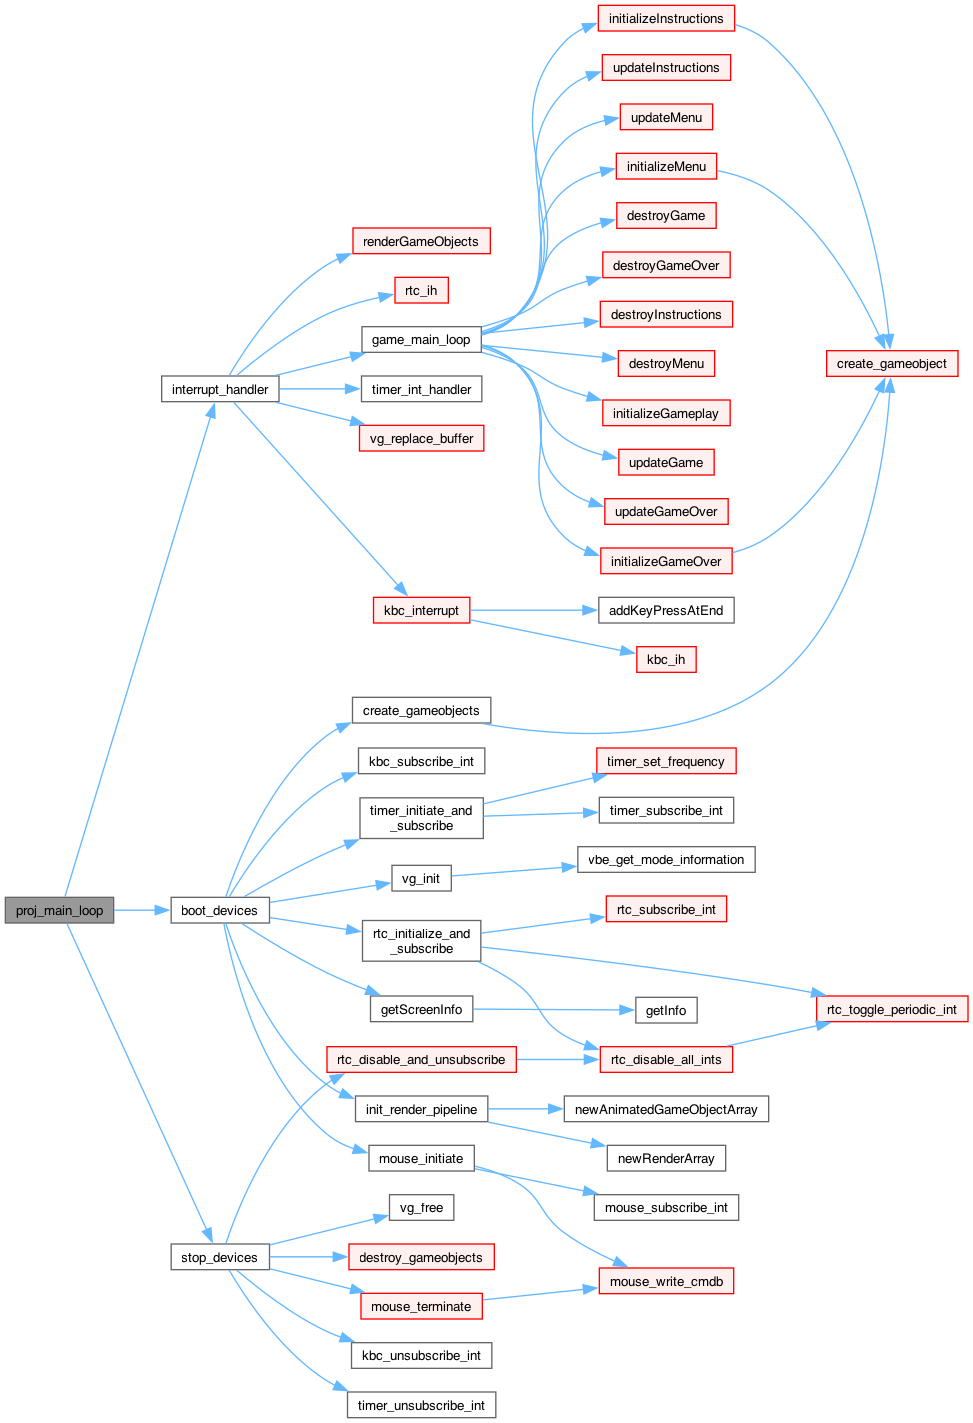 initializeInstructions
updateInstructions
updateMenu
initializeMenu
destroyGame
renderGameObjects
destroyGameOver
rtc_ih
destroyInstructions
game_main_loop
destroyMenu
create_gameobject
interrupt_handler
timer_int_handler
initializeGameplay
vg_replace_buffer
updateGame
updateGameOver
initializeGameOver
kbc_interrupt
addKeyPressAtEnd
kbc_ih
create_gameobjects
kbc_subscribe_int
timer_set_frequency
timer_initiate_and
_subscribe
timer_subscribe_int
vbe_get_mode_information
vg_init
proj_main_loop
boot_devices
rtc_subscribe_int
rtc_initialize_and
_subscribe
getScreenInfo
getInfo
rtc_toggle_periodic_int
rtc_disable_and_unsubscribe
rtc_disable_all_ints
init_render_pipeline
newAnimatedGameObjectArray
mouse_initiate
newRenderArray
vg_free
mouse_subscribe_int
stop_devices
destroy_gameobjects
mouse_write_cmdb
mouse_terminate
kbc_unsubscribe_int
timer_unsubscribe_int